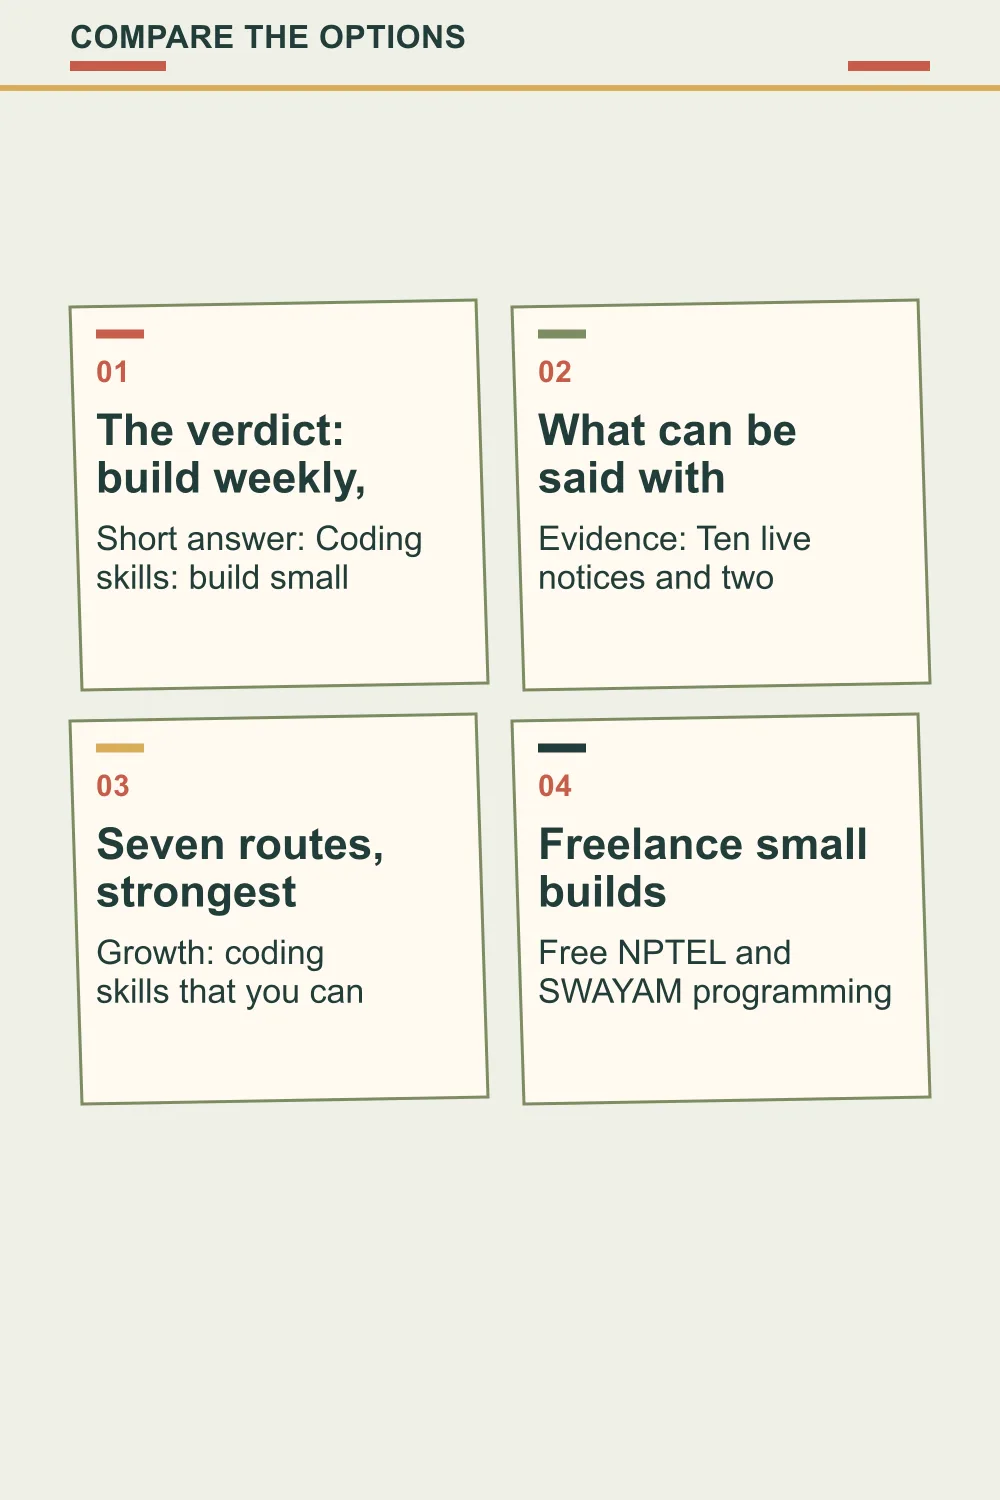 COMPARE THE OPTIONS
01
The verdict:
build weekly,
Short answer: Coding
skills: build small
02
What can be
said with
Evidence: Ten live
notices and two
03
Seven routes,
strongest
Growth: coding
skills that you can
04
Freelance small
builds
Free NPTEL and
SWAYAM programming